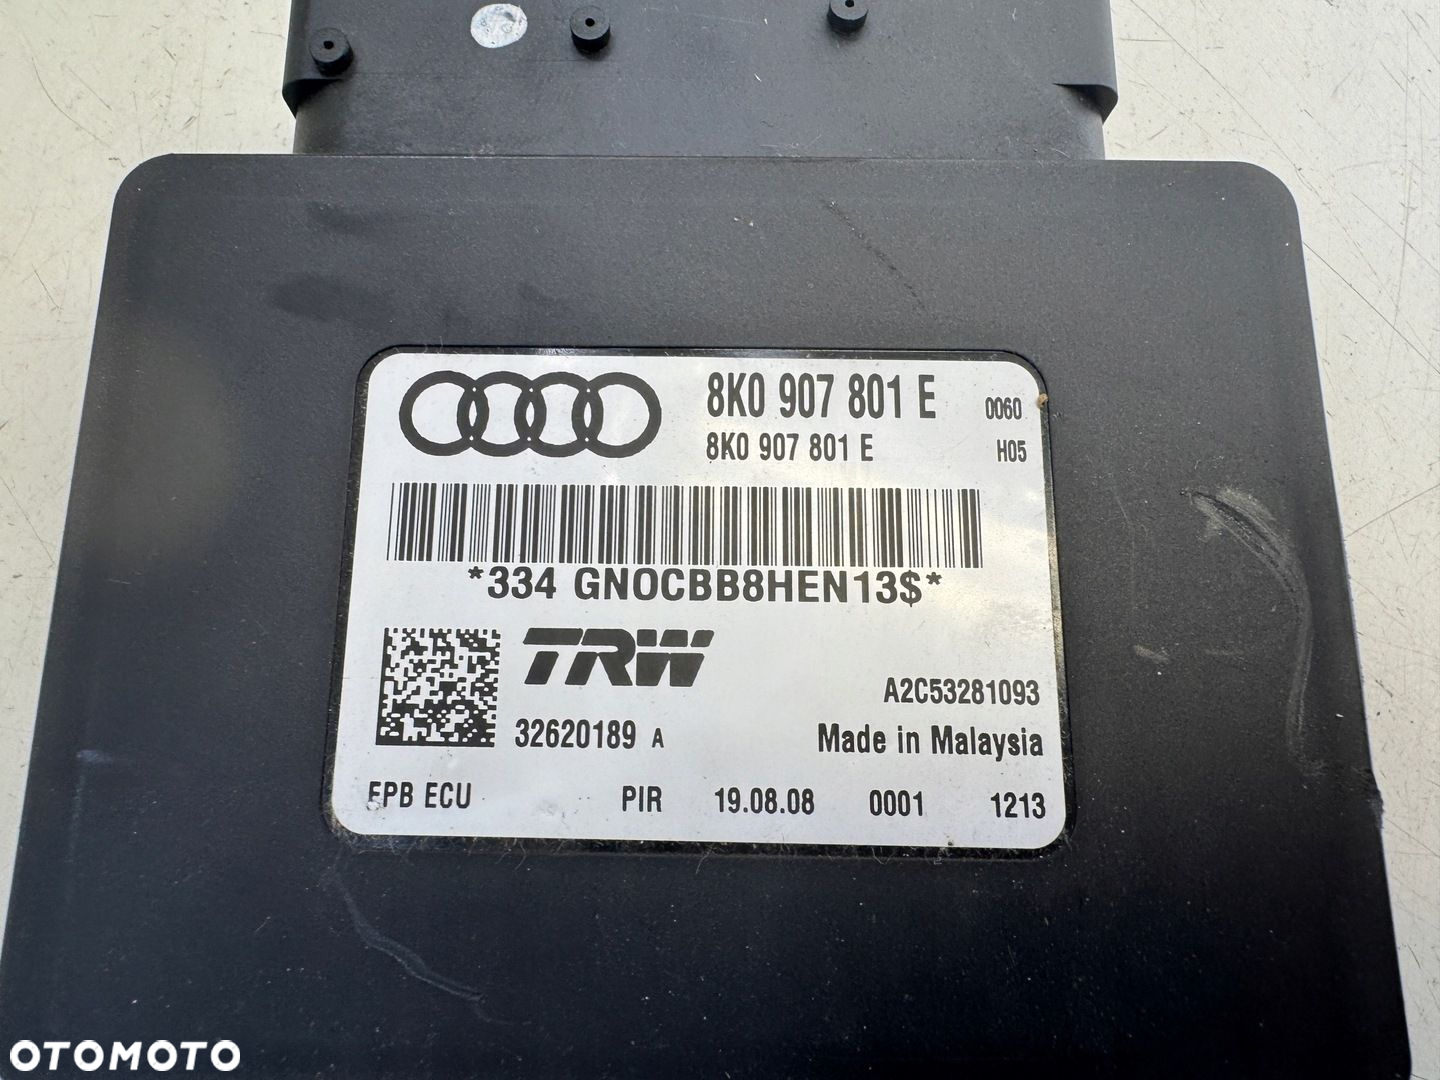 8K0 907 801 E 0060
8K0 907 801 E H05
*334 GN0CBB8HEN13$*
TRW
A2C53281093
32620189 A Made in Malaysia
EPB ECU PIR 19.08.08 0001 1213
OTOMOTO